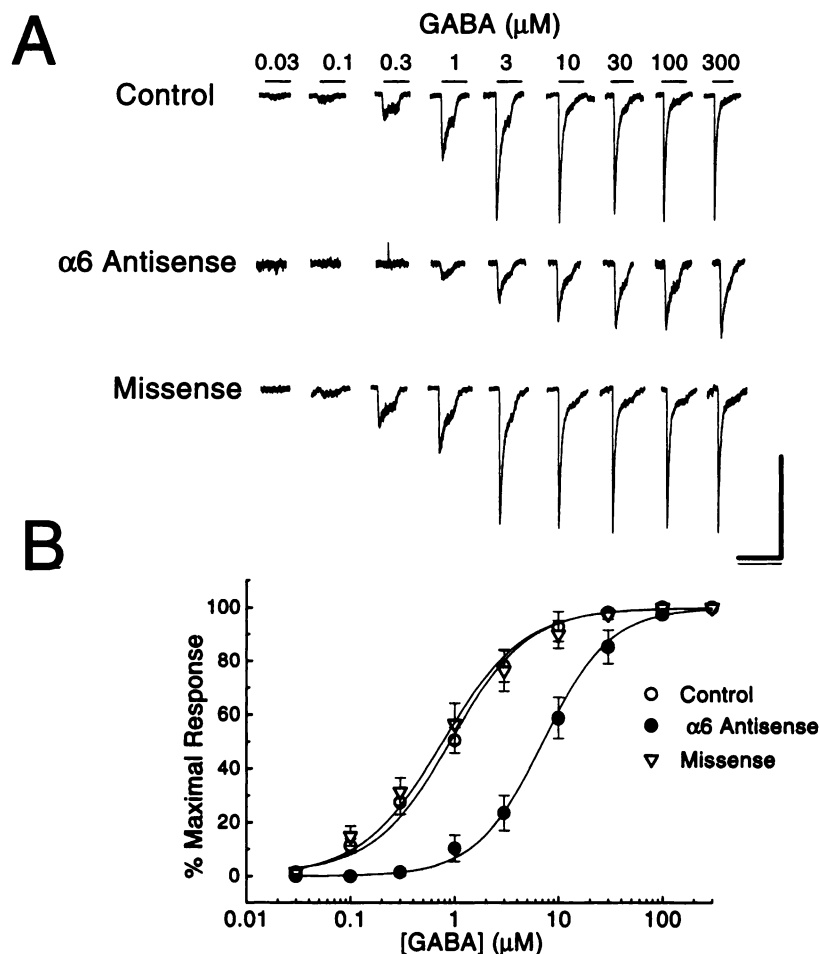 A
GABA (μM)
0.03 0.1 0.3 1 3 10 30 100 300
Control
α6 Antisense
Missense
B
% Maximal Response
100
80
60
40
20
0
0.01 0.1 1 10 100
[GABA] (μM)
Control
α6 Antisense
Missense